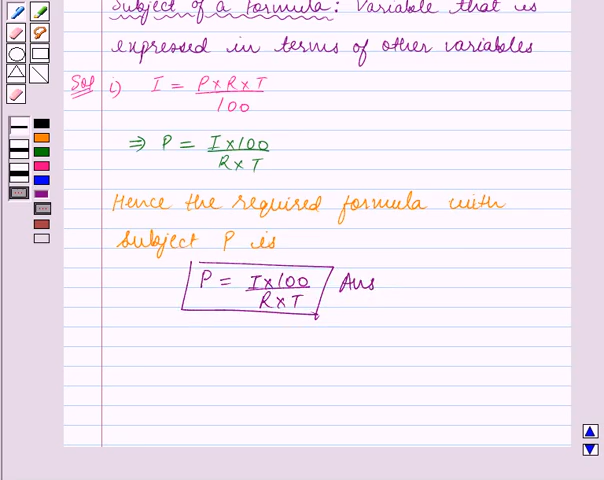 Subject of a formula: Variable that is
expressed in terms of other variables
Sol i) I = P×R×T / 100
⇒ P = I×100 / R×T
Hence the required formula with
subject P is
P = I×100 / R×T Ans